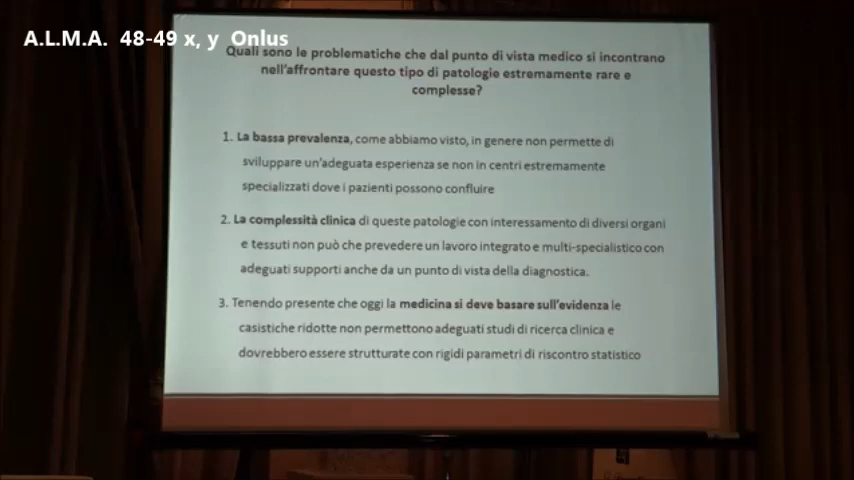 A.L.M.A. 48-49 x, y Onlus
Quali sono le problematiche che dal punto di vista medico si incontrano
nell'affrontare questo tipo di patologie estremamente rare e
complesse?
1. La bassa prevalenza, come abbiamo visto, in genere non permette di
sviluppare un'adeguata esperienza se non in centri estremamente
specializzati dove i pazienti possono confluire
2. La complessità clinica di queste patologie con interessamento di diversi organi
e tessuti non può che prevedere un lavoro integrato e multi-specialistico con
adeguati supporti anche da un punto di vista della diagnostica.
3. Tenendo presente che oggi la medicina si deve basare sull'evidenza le
casistiche ridotte non permettono adeguati studi di ricerca clinica e
dovrebbero essere strutturate con rigidi parametri di riscontro statistico